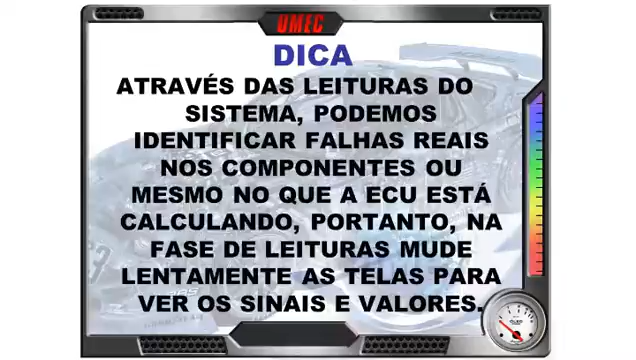 UMEC
DICA
ATRAVÉS DAS LEITURAS DO
SISTEMA, PODEMOS
IDENTIFICAR FALHAS REAIS
NOS COMPONENTES OU
MESMO NO QUE A ECU ESTÁ
CALCULANDO, PORTANTO, NA
FASE DE LEITURAS MUDE
LENTAMENTE AS TELAS PARA
VER OS SINAIS E VALORES.